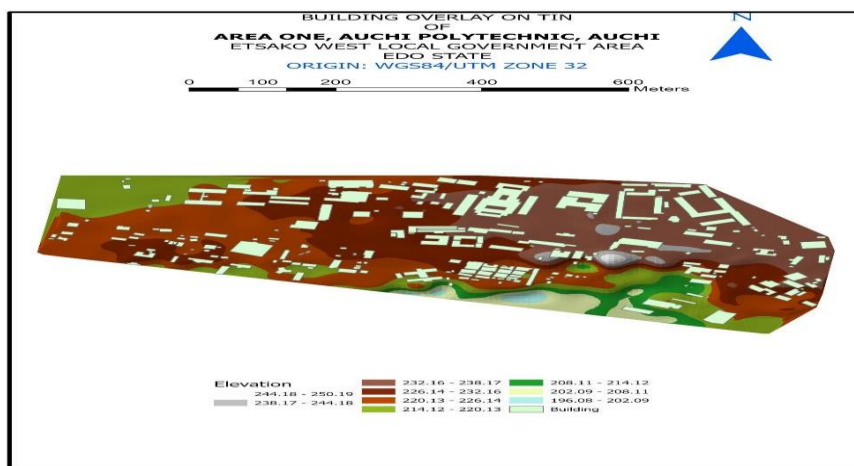 BUILDING OVERLAY ON TIN
OF
AREA ONE, AUCHI POLYTECHNIC, AUCHI
ETSAKO WEST LOCAL GOVERNMENT AREA
EDO STATE
ORIGIN: WGS84/UTM ZONE 32
N
0 100 200 400 600
Meters
Elevation
244.18 - 250.19
238.17 - 244.18
232.16 - 238.17
226.14 - 232.16
220.13 - 226.14
214.12 - 220.13
208.11 - 214.12
202.09 - 208.11
196.08 - 202.09
Building